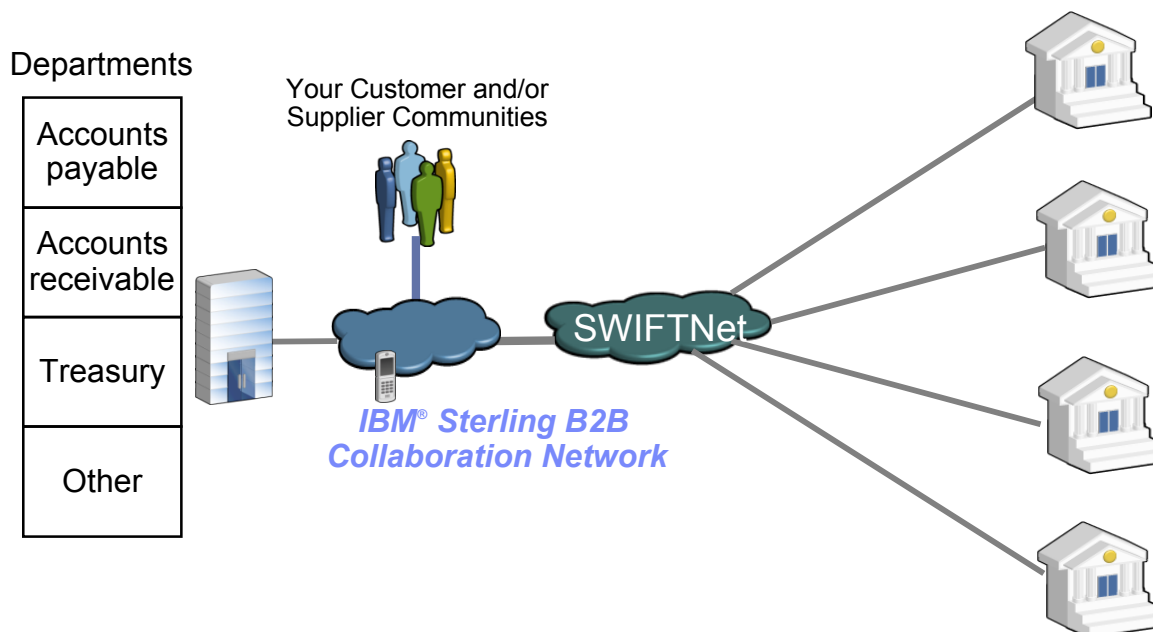 Departments
Accounts
payable
Accounts
receivable
Treasury
Other
Your Customer and/or
Supplier Communities
IBM® Sterling B2B
Collaboration Network
SWIFTNet